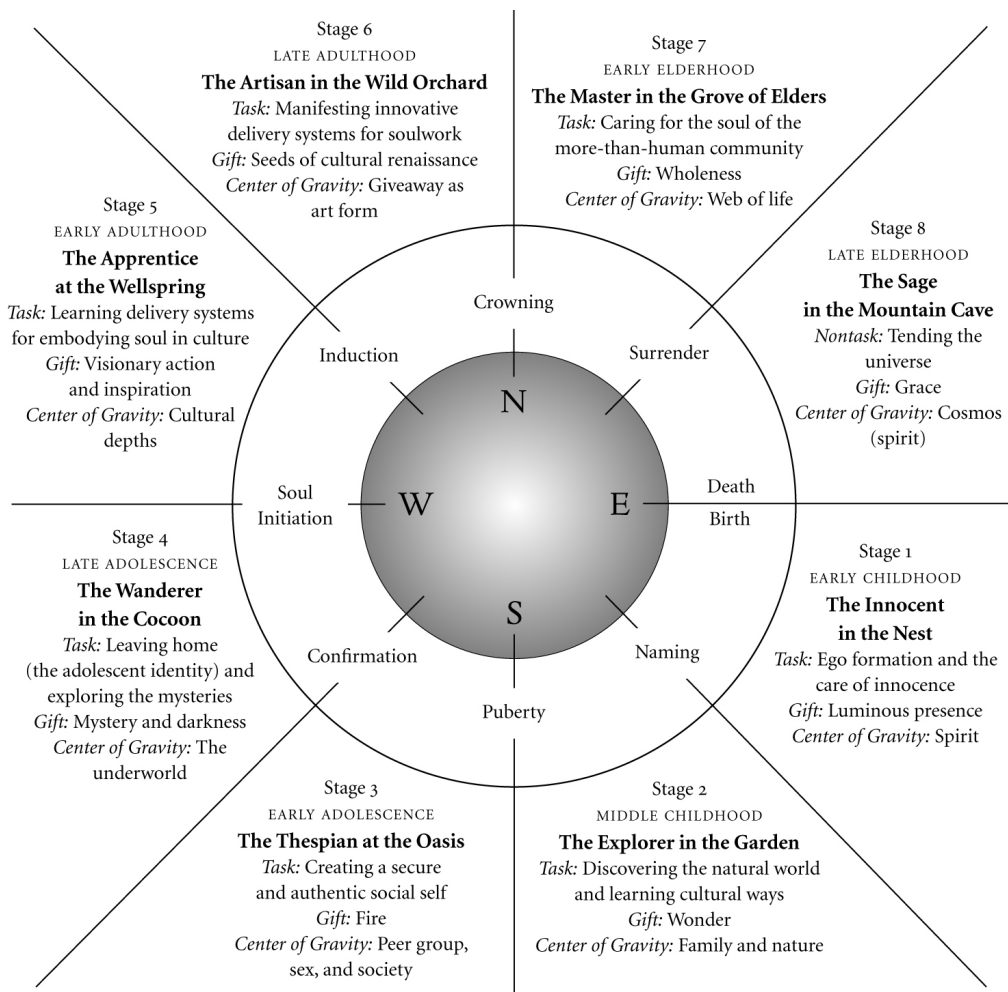 Stage 6
LATE ADULTHOOD
The Artisan in the Wild Orchard
Task: Manifesting innovative
delivery systems for soulwork
Gift: Seeds of cultural renaissance
Center of Gravity: Giveaway as
art form
Stage 7
EARLY ELDERHOOD
The Master in the Grove of Elders
Task: Caring for the soul of the
more-than-human community
Gift: Wholeness
Center of Gravity: Web of life
Stage 5
EARLY ADULTHOOD
The Apprentice
at the Wellspring
Task: Learning delivery systems
for embodying soul in culture
Gift: Visionary action
and inspiration
Center of Gravity: Cultural
depths
Stage 8
LATE ELDERHOOD
The Sage
in the Mountain Cave
Nontask: Tending the
universe
Gift: Grace
Center of Gravity: Cosmos
(spirit)
Crowning
Induction
Surrender
N
Soul
Initiation
W
E
Death
Birth
S
Confirmation
Naming
Puberty
Stage 4
LATE ADOLESCENCE
The Wanderer
in the Cocoon
Task: Leaving home
(the adolescent identity) and
exploring the mysteries
Gift: Mystery and darkness
Center of Gravity: The
underworld
Stage 1
EARLY CHILDHOOD
The Innocent
in the Nest
Task: Ego formation and the
care of innocence
Gift: Luminous presence
Center of Gravity: Spirit
Stage 3
EARLY ADOLESCENCE
The Thespian at the Oasis
Task: Creating a secure
and authentic social self
Gift: Fire
Center of Gravity: Peer group,
sex, and society
Stage 2
MIDDLE CHILDHOOD
The Explorer in the Garden
Task: Discovering the natural world
and learning cultural ways
Gift: Wonder
Center of Gravity: Family and nature